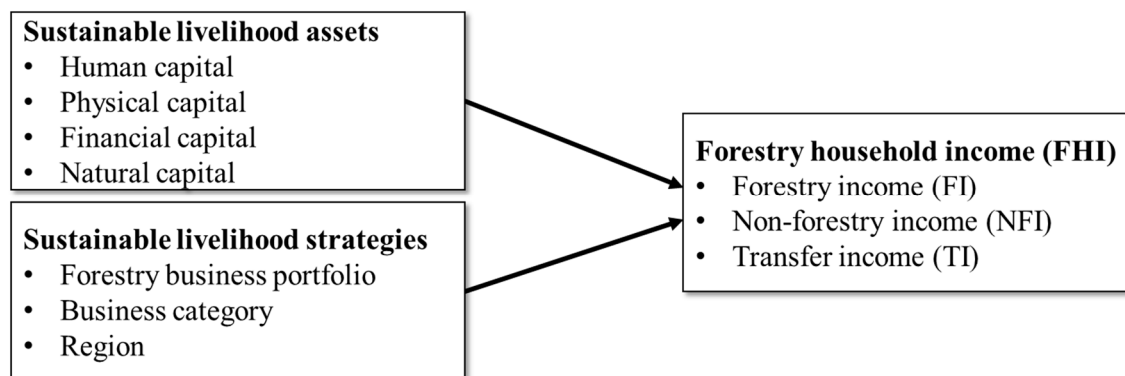 Sustainable livelihood assets
• Human capital
• Physical capital
• Financial capital
• Natural capital
Sustainable livelihood strategies
• Forestry business portfolio
• Business category
• Region
Forestry household income (FHI)
• Forestry income (FI)
• Non-forestry income (NFI)
• Transfer income (TI)